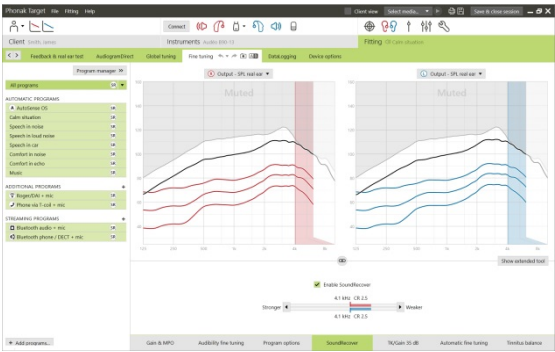 Phonak Target File Fitting Help
Client view Select media... Save & close session
Connect
Client Smith, James Instruments Audéo B90-13 Fitting Calm situation
Feedback & real ear test AudiogramDirect Global tuning Fine tuning DataLogging Device options
Program manager
All programs
AUTOMATIC PROGRAMS
AutoSense OS
Calm situation
Speech in noise
Speech in loud noise
Speech in car
Comfort in noise
Comfort in echo
Music
ADDITIONAL PROGRAMS
Roger/DAI + mic
Phone via T-coil + mic
STREAMING PROGRAMS
Bluetooth audio + mic
Bluetooth phone / DECT + mic
+ Add programs...
Output - SPL real ear
Muted
Output - SPL real ear
Muted
Show extended tool
Enable SoundRecover
4.1 kHz CR 2.5
Stronger Weaker
4.1 kHz CR 2.5
Gain & MPO Audibility fine tuning Program options SoundRecover TK/Gain 35 dB Automatic fine tuning Tinnitus balance